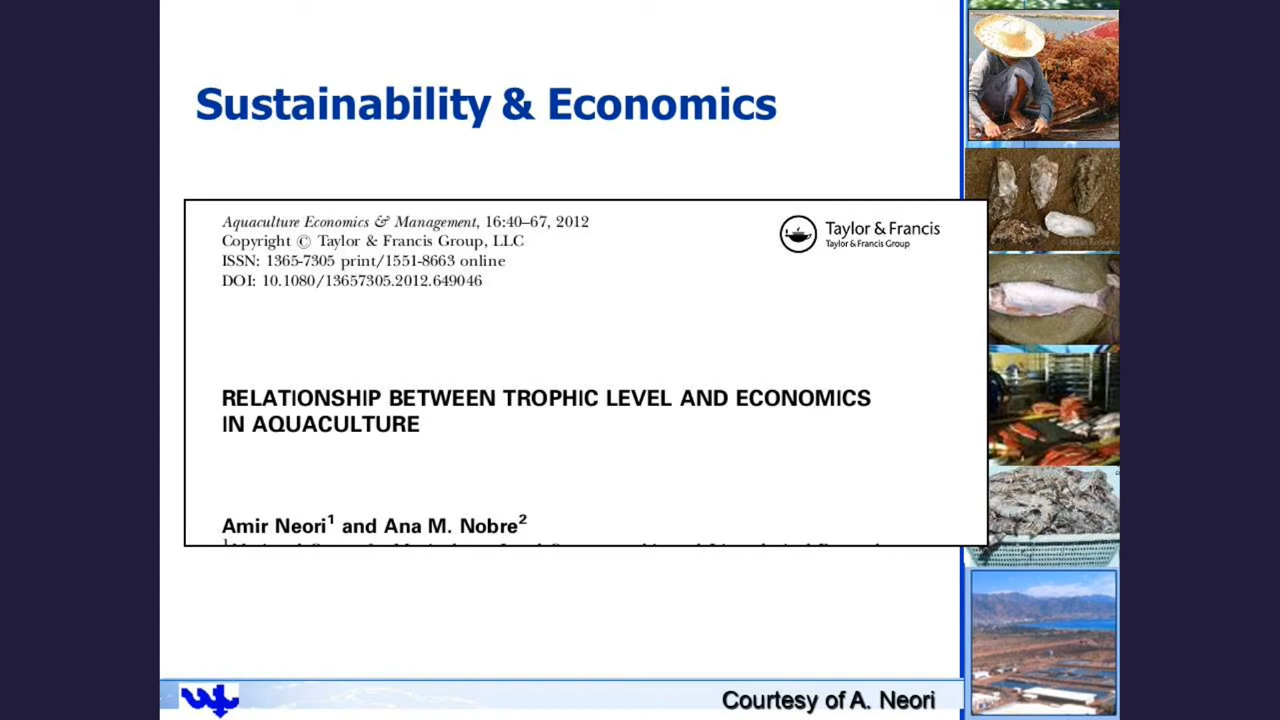 Sustainability & Economics
Aquaculture Economics & Management, 16:40–67, 2012
Copyright © Taylor & Francis Group, LLC
ISSN: 1365-7305 print/1551-8663 online
DOI: 10.1080/13657305.2012.649046
Taylor & Francis
Taylor & Francis Group
RELATIONSHIP BETWEEN TROPHIC LEVEL AND ECONOMICS
IN AQUACULTURE
Amir Neori1 and Ana M. Nobre2
Courtesy of A. Neori